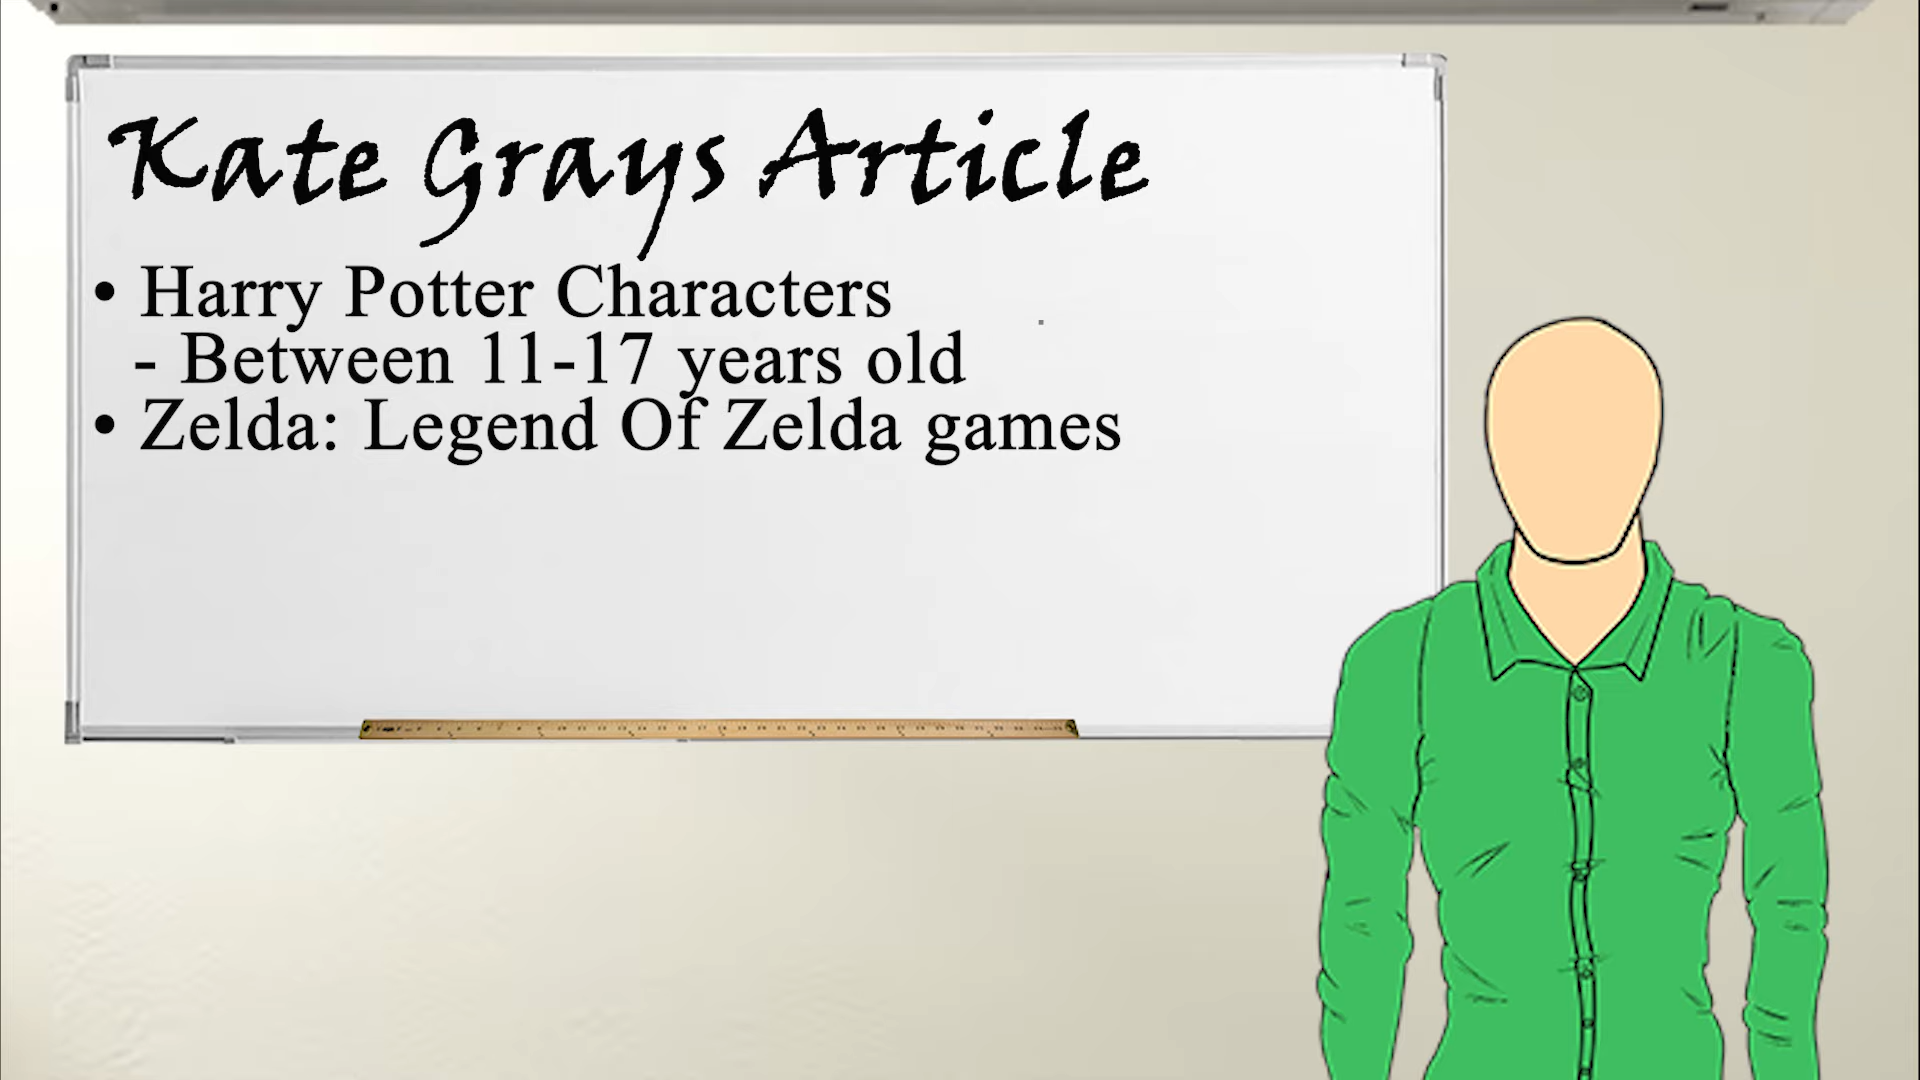 Kate Grays Article
• Harry Potter Characters
- Between 11-17 years old
• Zelda: Legend Of Zelda games